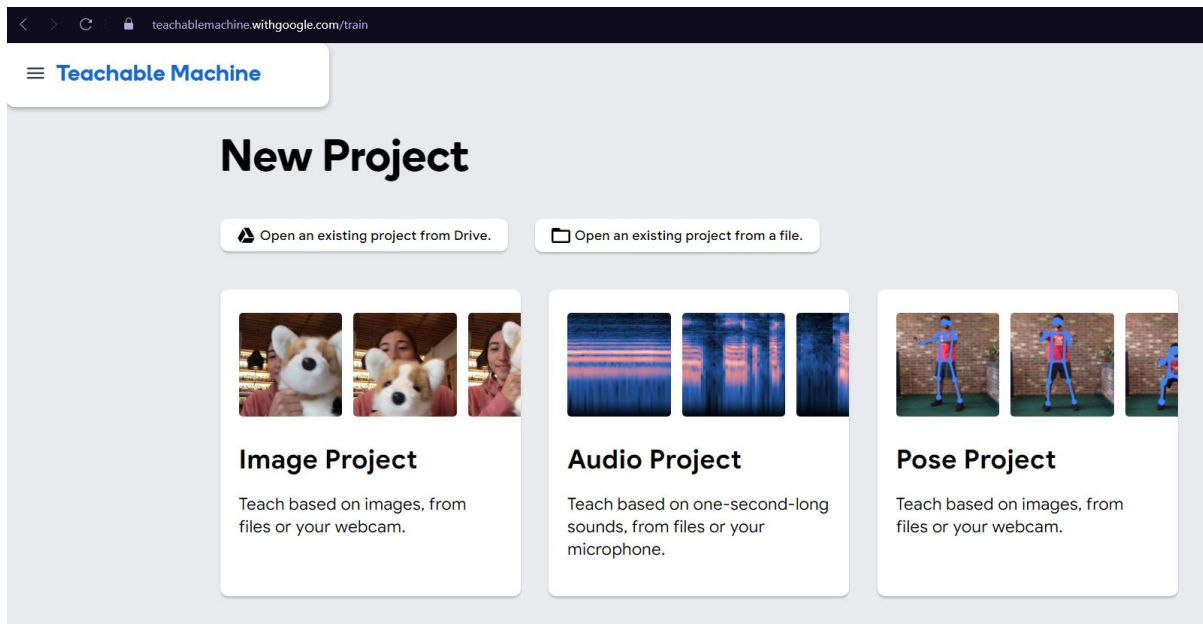 teachablemachine.withgoogle.com/train
Teachable Machine
New Project
Open an existing project from Drive.
Open an existing project from a file.
Image Project
Teach based on images, from
files or your webcam.
Audio Project
Teach based on one-second-long
sounds, from files or your
microphone.
Pose Project
Teach based on images, from
files or your webcam.